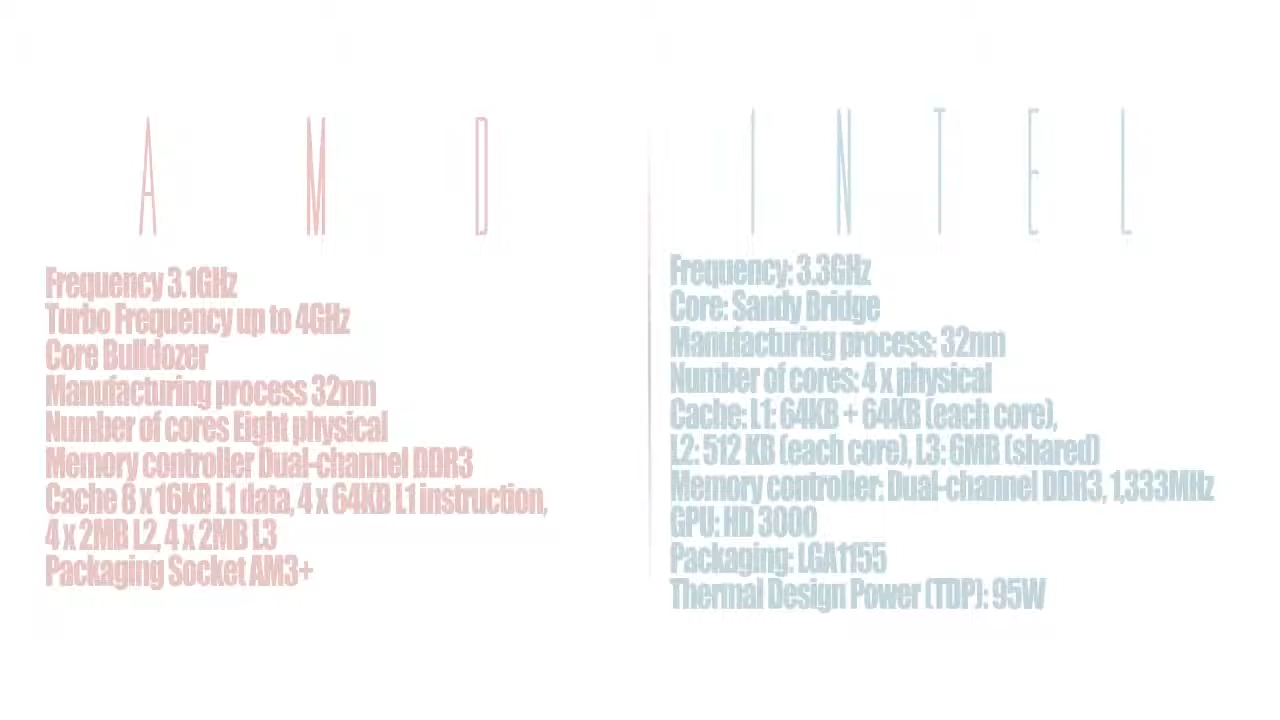 AMD
Frequency 3.1GHz
Turbo Frequency up to 4GHz
Core Bulldozer
Manufacturing process 32nm
Number of cores Eight physical
Memory controller Dual-channel DDR3
Cache 8 x 16KB L1 data, 4 x 64KB L1 instruction,
4 x 2MB L2, 4 x 2MB L3
Packaging Socket AM3+
INTEL
Frequency: 3.3GHz
Core: Sandy Bridge
Manufacturing process: 32nm
Number of cores: 4 x physical
Cache: L1: 64KB + 64KB (each core),
L2: 512 KB (each core), L3: 6MB (shared)
Memory controller: Dual-channel DDR3, 1,333MHz
GPU: HD 3000
Packaging: LGA1155
Thermal Design Power (TDP): 95W